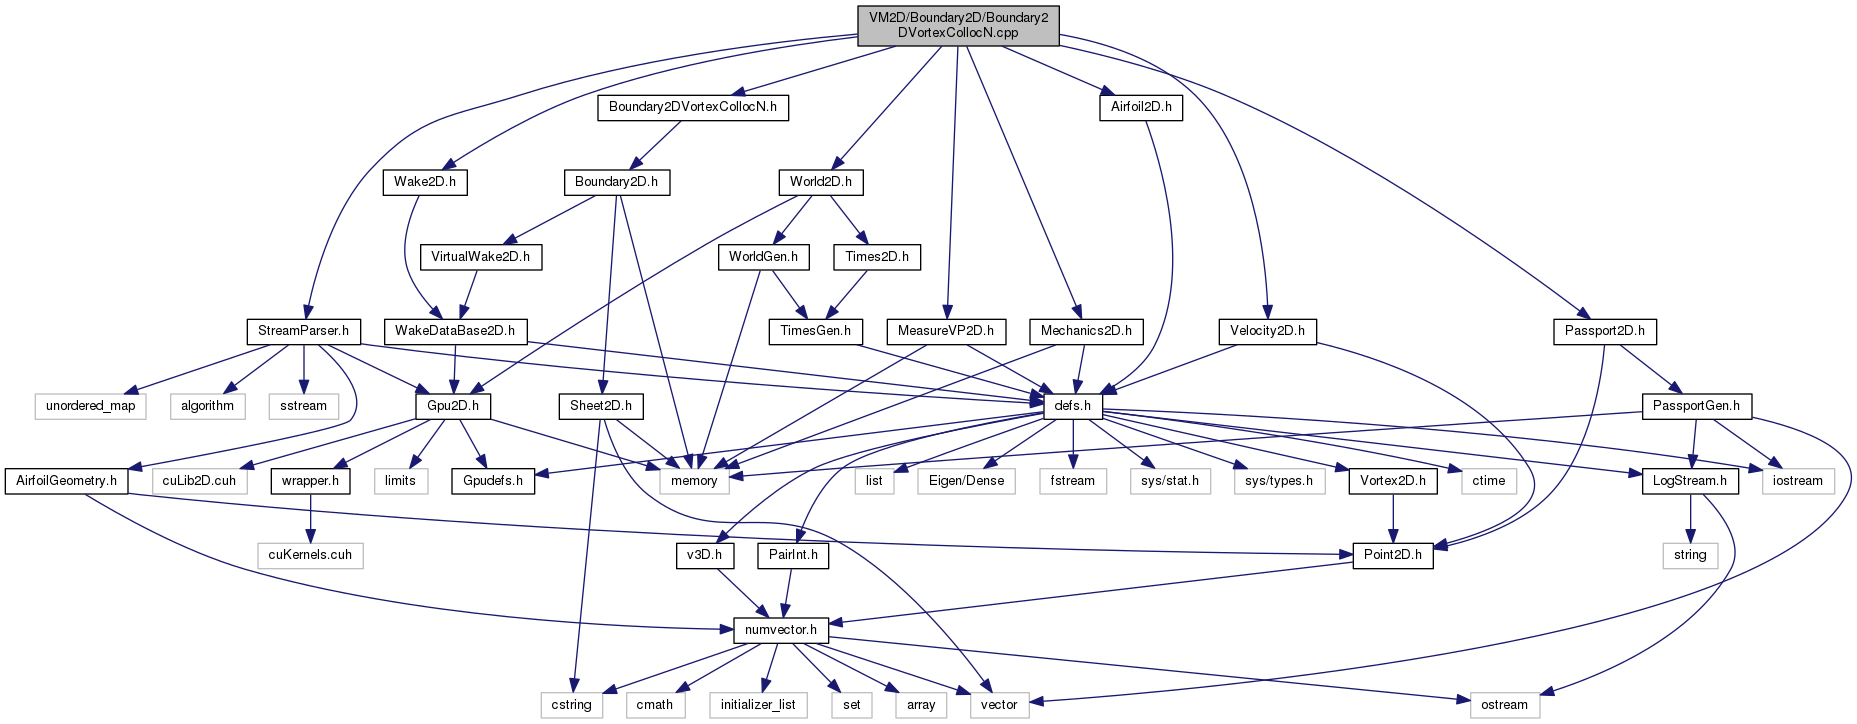 VM2D/Boundary2D/Boundary2
DVortexCollocN.cpp
Boundary2DVortexCollocN.h
Airfoil2D.h
Wake2D.h
Boundary2D.h
World2D.h
VirtualWake2D.h
WorldGen.h
Times2D.h
StreamParser.h
WakeDataBase2D.h
TimesGen.h
MeasureVP2D.h
Mechanics2D.h
Velocity2D.h
Passport2D.h
unordered_map
algorithm
sstream
Gpu2D.h
Sheet2D.h
defs.h
PassportGen.h
AirfoilGeometry.h
cuLib2D.cuh
wrapper.h
limits
Gpudefs.h
memory
list
Eigen/Dense
fstream
sys/stat.h
sys/types.h
Vortex2D.h
ctime
LogStream.h
iostream
cuKernels.cuh
v3D.h
PairInt.h
Point2D.h
string
numvector.h
cstring
cmath
initializer_list
set
array
vector
ostream